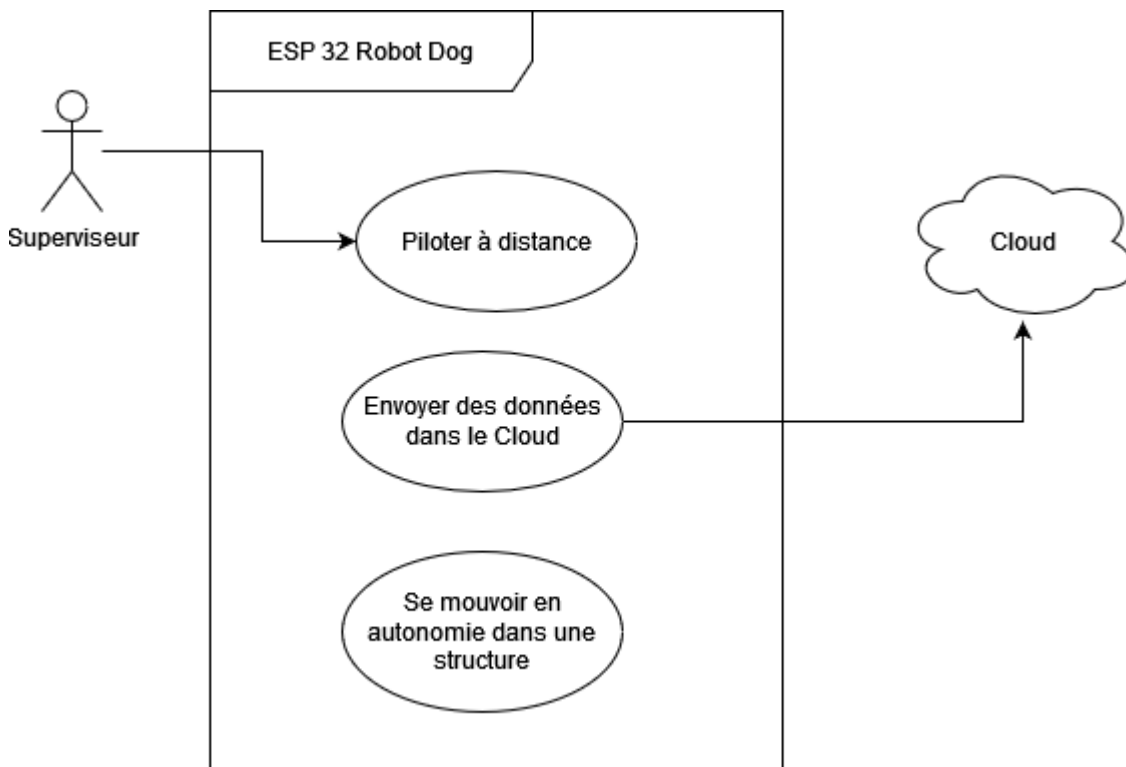 ESP 32 Robot Dog
Superviseur
Piloter à distance
Cloud
Envoyer des données
dans le Cloud
Se mouvoir en
autonomie dans une
structure